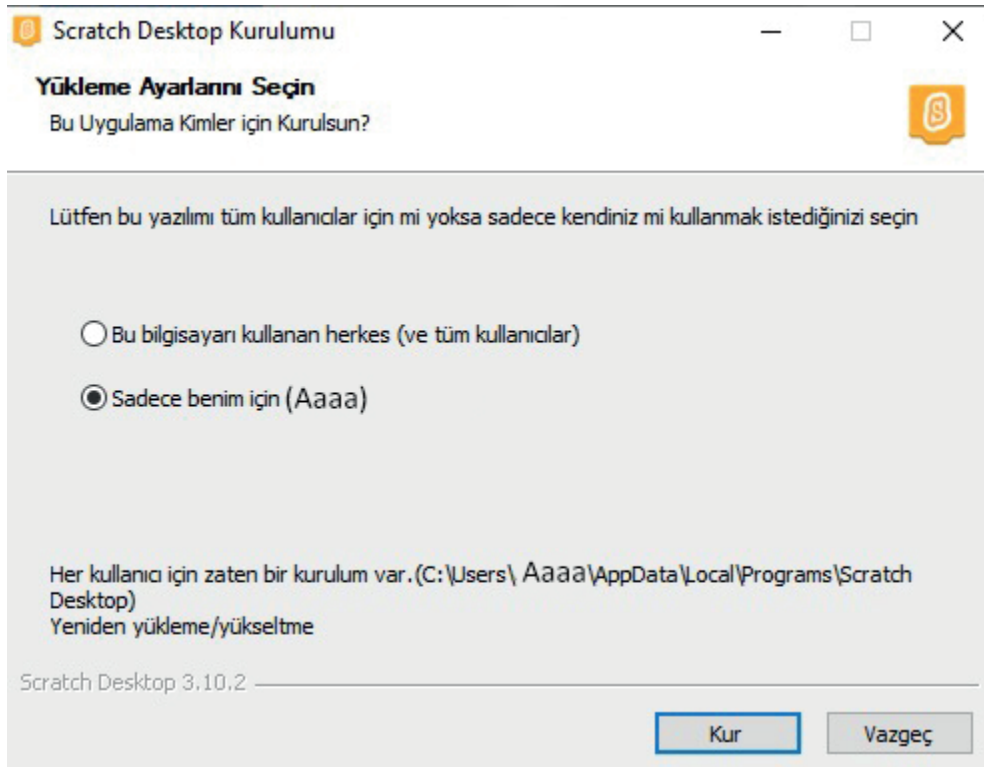 Scratch Desktop Kurulumu
Yükleme Ayarlarını Seçin
Bu Uygulama Kimler için Kurulsun?
Lütfen bu yazılımı tüm kullanıcılar için mi yoksa sadece kendiniz mi kullanmak istediğinizi seçin
Bu bilgisayarı kullanan herkes (ve tüm kullanıcılar)
Sadece benim için (Aaaa)
Her kullanıcı için zaten bir kurulum var.(C:\Users\ Aaaa\AppData\Local\Programs\Scratch
Desktop)
Yeniden yükleme/yükseltme
Scratch Desktop 3.10.2
Kur
Vazgeç